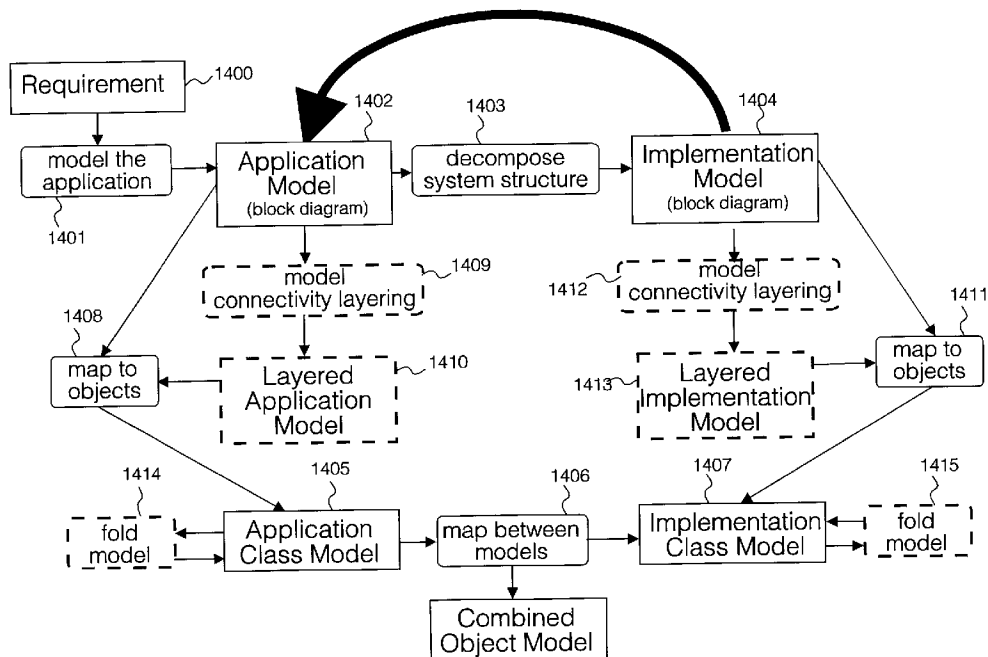 Requirement
1400
model the
application
1401
1402
Application
Model
(block diagram)
1403
decompose
system structure
1404
Implementation
Model
(block diagram)
model
connectivity layering
1409
1412
model
connectivity layering
1408
map to
objects
Layered
Application
Model
1410
1413
Layered
Implementation
Model
1411
map to
objects
1414
fold
model
1405
Application
Class Model
1406
map between
models
1407
Implementation
Class Model
1415
fold
model
Combined
Object Model